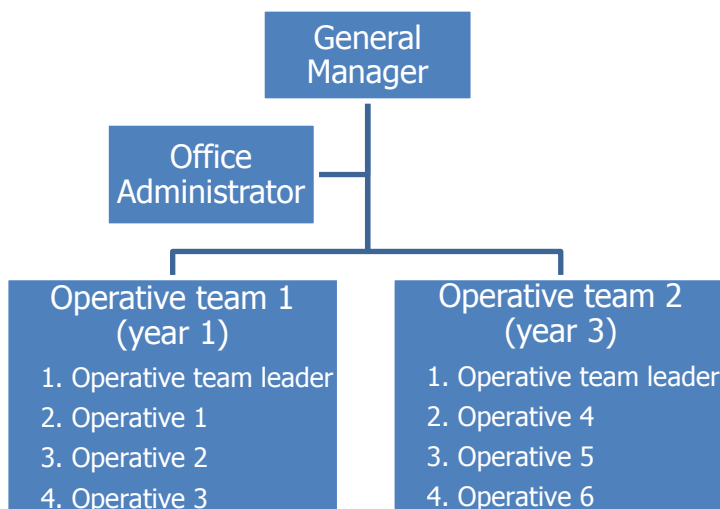 General
Manager
Office
Administrator
Operative team 1
(year 1)
1. Operative team leader
2. Operative 1
3. Operative 2
4. Operative 3
Operative team 2
(year 3)
1. Operative team leader
2. Operative 4
3. Operative 5
4. Operative 6